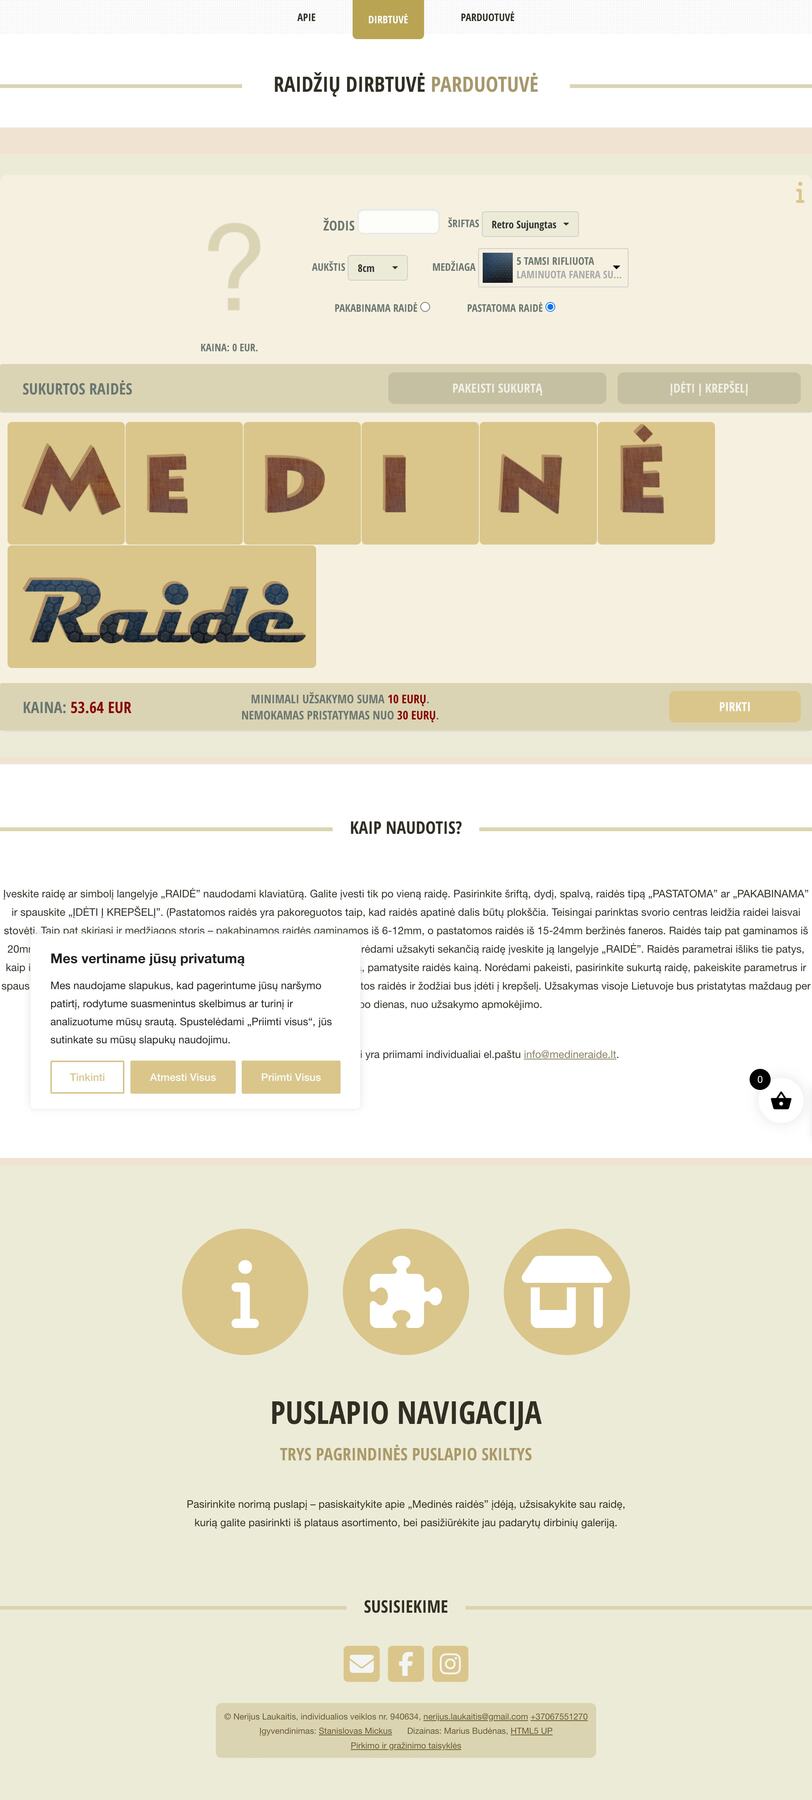 APIE
DIRBTUVĖ
PARDUOTUVĖ
RAIDŽIŲ DIRBTUVĖ PARDUOTUVĖ
?
ŽODIS
ŠRIFTAS Retro Sujungtas
AUKŠTIS 8cm
MEDŽIAGA 5 TAMSI RIFLIUOTA
LAMINUOTA FANERA SU...
PAKABINAMA RAIDĖ
PASTATOMA RAIDĖ
KAINA: 0 EUR.
SUKURTOS RAIDĖS
PAKEISTI SUKURTĄ
ĮDĖTI Į KREPŠELĮ
MEDINĖ
Raidė
KAINA: 53.64 EUR
MINIMALI UŽSAKYMO SUMA 10 EURŲ.
NEMOKAMAS PRISTATYMAS NUO 30 EURŲ.
PIRKTI
KAIP NAUDOTIS?
Įveskite raidę ar simbolį langelyje „RAIDĖ” naudodami klaviatūrą. Galite įvesti tik po vieną raidę. Pasirinkite šriftą, dydį, spalvą, raidės tipą „PASTATOMA” ar „PAKABINAMA”
ir spauskite „ĮDĖTI Į KREPŠELĮ”. (Pastatomos raidės yra pakoreguotos taip, kad raidės apatinė dalis būtų plokščia. Teisingai parinktas svorio centras leidžia raidei laisvai
stovėti. Taip pat skiriasi ir medžiagos storis – pakabinamos raidės gaminamos iš 6-12mm, o pastatomos raidės iš 15-24mm beržinės faneros. Raidės taip pat gaminamos iš
20mm
rėdami užsakyti sekančią raidę įveskite ją langelyje „RAIDĖ”. Raidės parametrai išliks tie patys,
kaip
, pamatysite raidės kainą. Norėdami pakeisti, pasirinkite sukurtą raidę, pakeiskite parametrus ir
spaus
tos raidės ir žodžiai bus įdėti į krepšelį. Užsakymas visoje Lietuvoje bus pristatytas maždaug per
po dienas, nuo užsakymo apmokėjimo.
i yra priimami individualiai el.paštu info@medineraide.lt.
Mes vertiname jūsų privatumą
Mes naudojame slapukus, kad pagerintume jūsų naršymo
patirtį, rodytume suasmenintus skelbimus ar turinį ir
analizuotume mūsų srautą. Spustelėdami „Priimti visus“, jūs
sutinkate su mūsų slapukų naudojimu.
Tinkinti
Atmesti Visus
Priimti Visus
0
PUSLAPIO NAVIGACIJA
TRYS PAGRINDINĖS PUSLAPIO SKILTYS
Pasirinkite norimą puslapį – pasiskaitykite apie „Medinės raidės” įdėją, užsisakykite sau raidę,
kurią galite pasirinkti iš plataus asortimento, bei pasižiūrėkite jau padarytų dirbinių galeriją.
SUSISIEKIME
© Nerijus Laukaitis, individualios veiklos nr. 940634, nerijus.laukaitis@gmail.com +37067551270
Įgyvendinimas: Stanislovas Mickus Dizainas: Marius Budėnas, HTML5 UP
Pirkimo ir gražinimo taisyklės